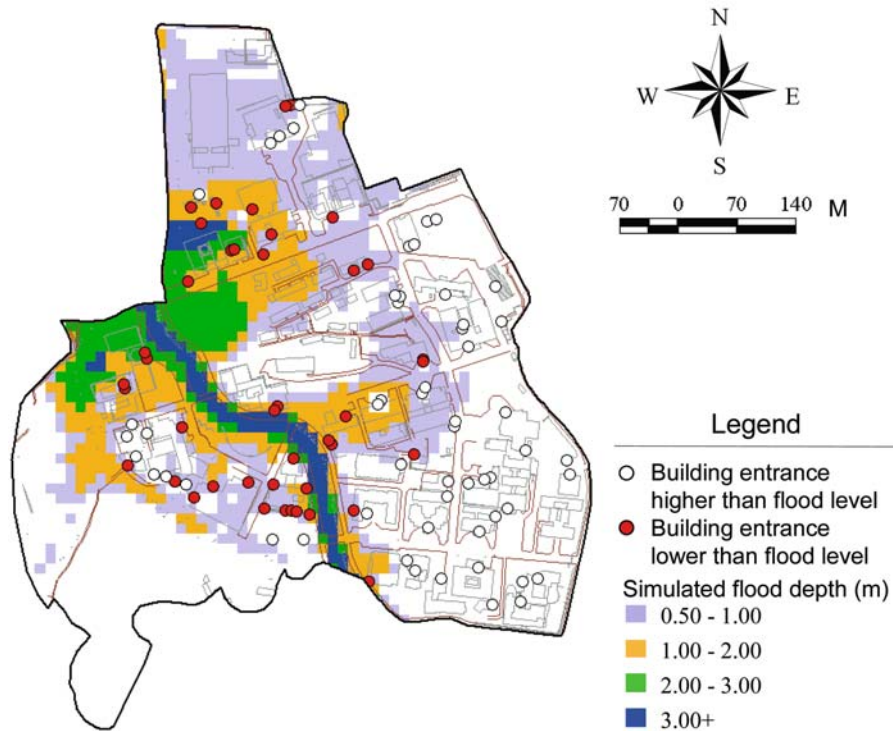 N
W E
S
70 0 70 140 M
Legend
Building entrance
higher than flood level
Building entrance
lower than flood level
Simulated flood depth (m)
0.50 - 1.00
1.00 - 2.00
2.00 - 3.00
3.00+